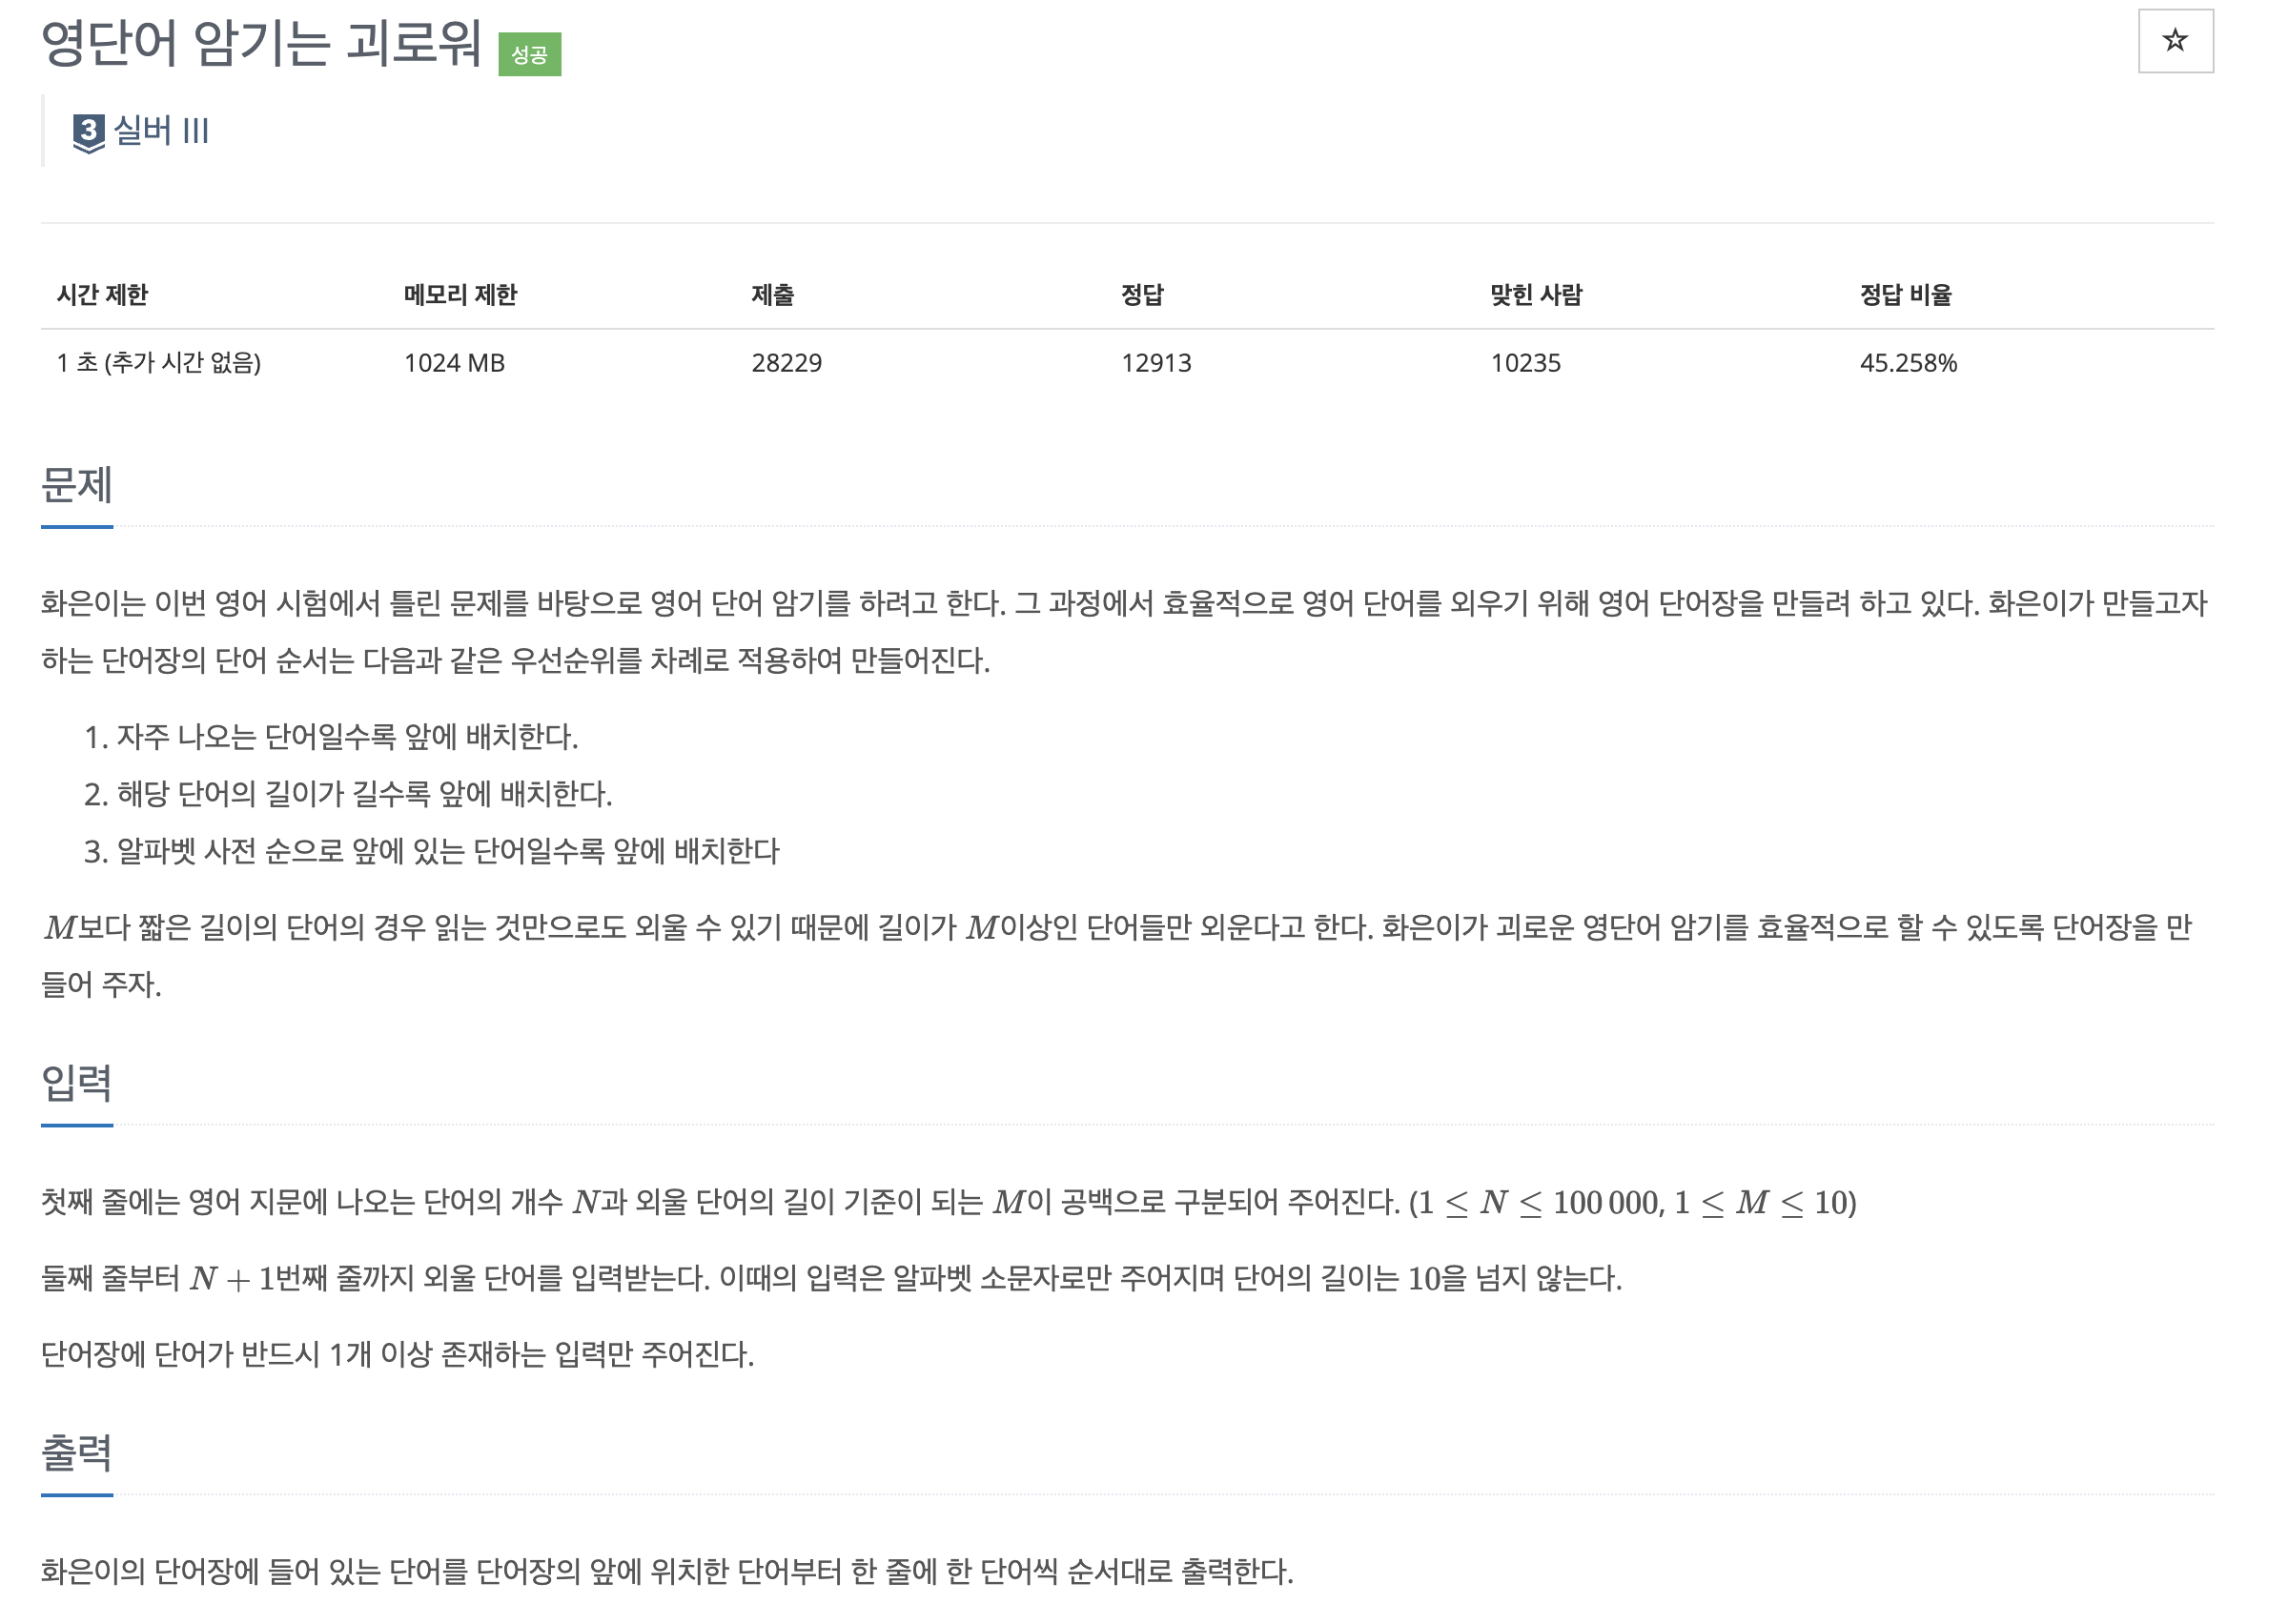 영단어 암기는 괴로워 성공
☆
3 실버 III
시간 제한 메모리 제한 제출 정답 맞힌 사람 정답 비율
1 초 (추가 시간 없음) 1024 MB 28229 12913 10235 45.258%
문제
화은이는 이번 영어 시험에서 틀린 문제를 바탕으로 영어 단어 암기를 하려고 한다. 그 과정에서 효율적으로 영어 단어를 외우기 위해 영어 단어장을 만들려 하고 있다. 화은이가 만들고자
하는 단어장의 단어 순서는 다음과 같은 우선순위를 차례로 적용하여 만들어진다.
1. 자주 나오는 단어일수록 앞에 배치한다.
2. 해당 단어의 길이가 길수록 앞에 배치한다.
3. 알파벳 사전 순으로 앞에 있는 단어일수록 앞에 배치한다
M보다 짧은 길이의 단어의 경우 읽는 것만으로도 외울 수 있기 때문에 길이가 M이상인 단어들만 외운다고 한다. 화은이가 괴로운 영단어 암기를 효율적으로 할 수 있도록 단어장을 만
들어 주자.
입력
첫째 줄에는 영어 지문에 나오는 단어의 개수 N과 외울 단어의 길이 기준이 되는 M이 공백으로 구분되어 주어진다. (1 ≤ N ≤ 100 000, 1 ≤ M ≤ 10)
둘째 줄부터 N + 1번째 줄까지 외울 단어를 입력받는다. 이때의 입력은 알파벳 소문자로만 주어지며 단어의 길이는 10을 넘지 않는다.
단어장에 단어가 반드시 1개 이상 존재하는 입력만 주어진다.
출력
화은이의 단어장에 들어 있는 단어를 단어장의 앞에 위치한 단어부터 한 줄에 한 단어씩 순서대로 출력한다.